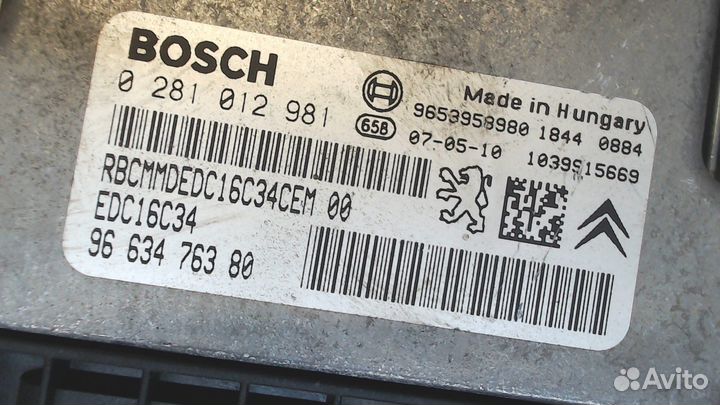 BOSCH
0 281 012 981
Made in Hungary
9653958980 1844 0884
658 07-05-10 1039S15669
RBCMMDEDC16C34CEM 00
EDC16C34
96 634 763 80
Avito